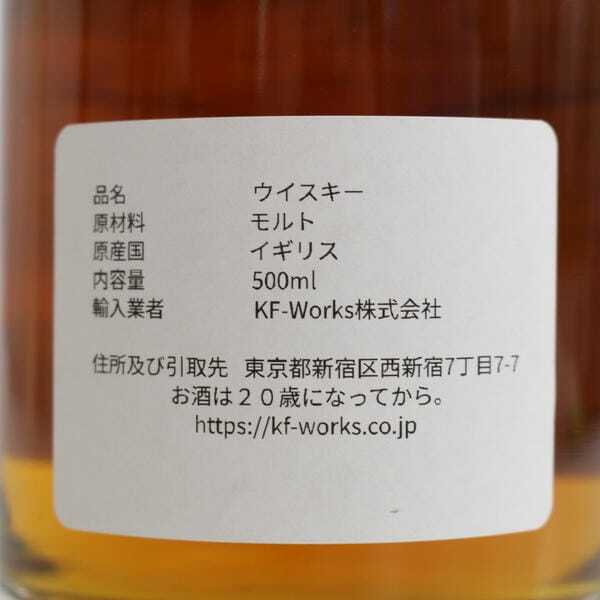 品名 ウイスキー
原材料 モルト
原産国 イギリス
内容量 500ml
輸入業者 KF-Works株式会社
住所及び引取先 東京都新宿区西新宿7丁目7-7
お酒は２０歳になってから。
https://kf-works.co.jp